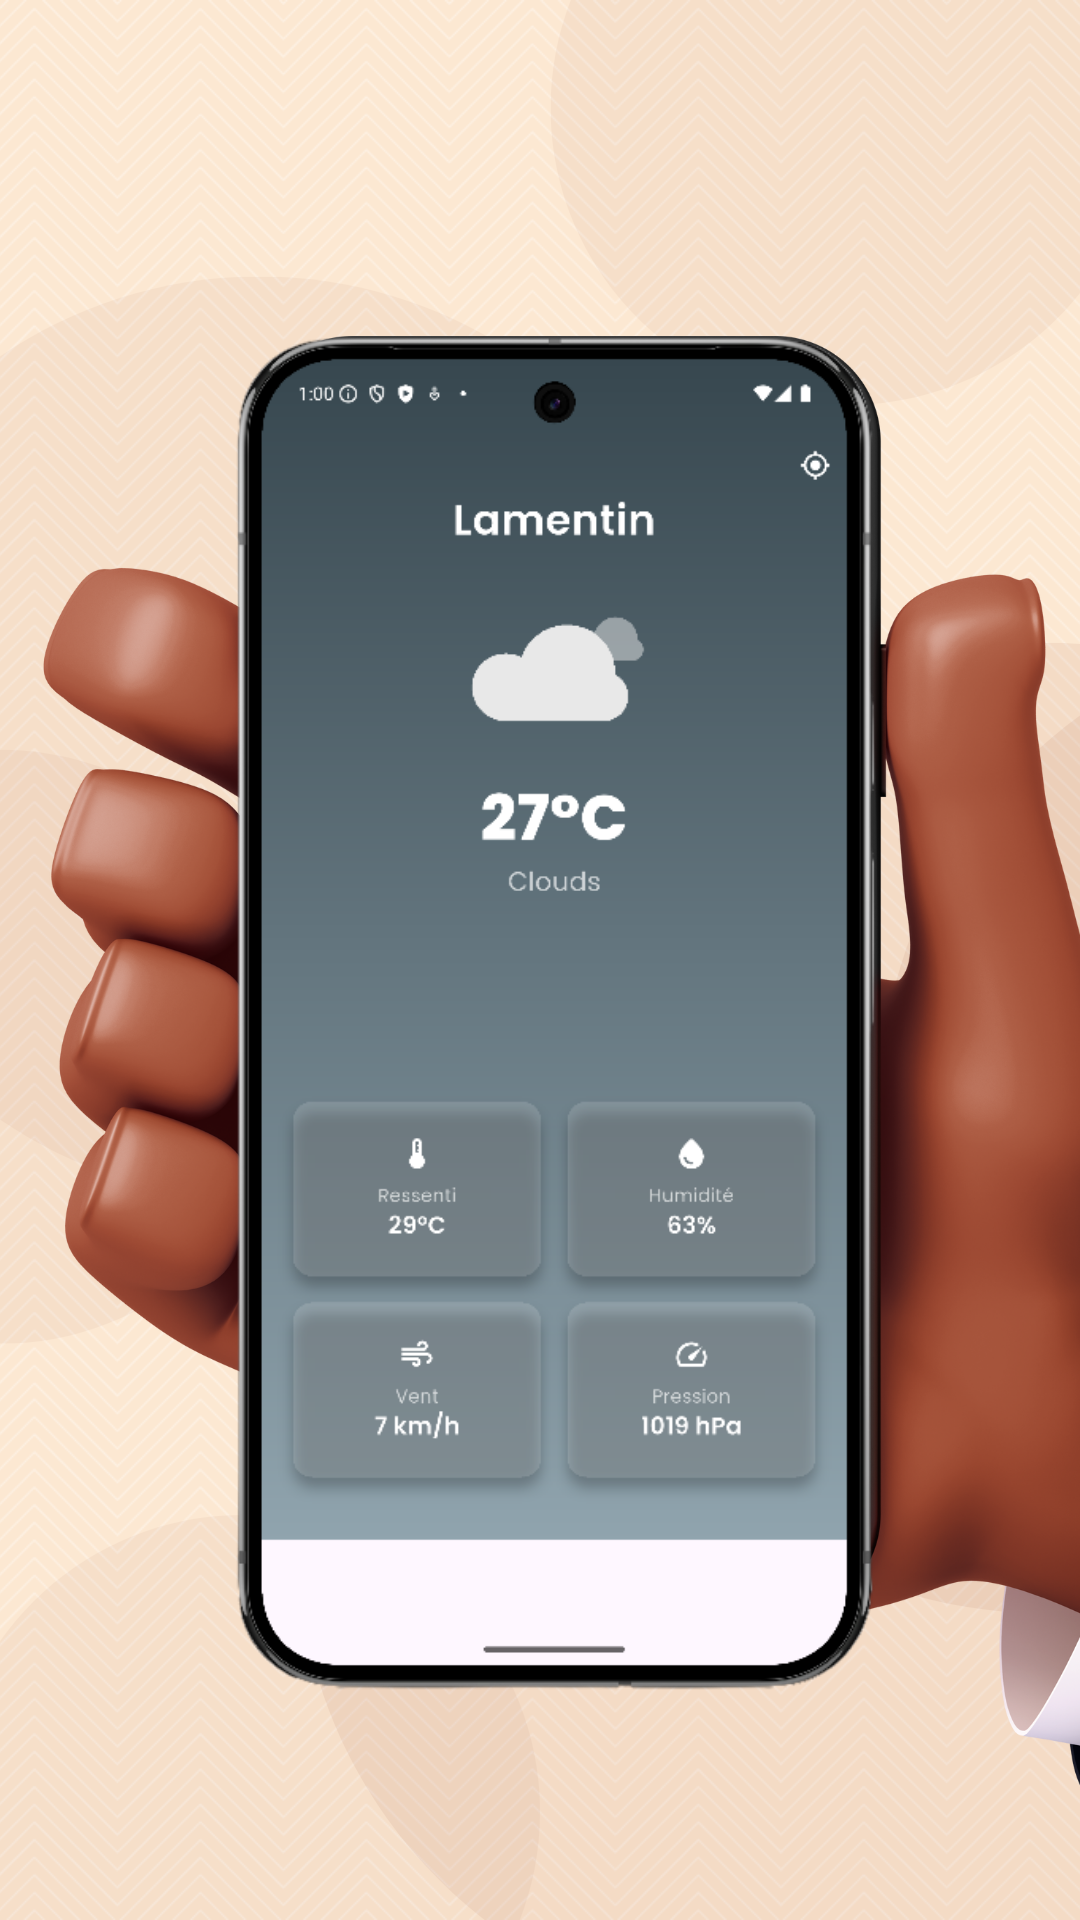 1:00
Lamentin
27°C
Clouds
Ressenti
29°C
Humidité
63%
Vent
7 km/h
Pression
1019 hPa